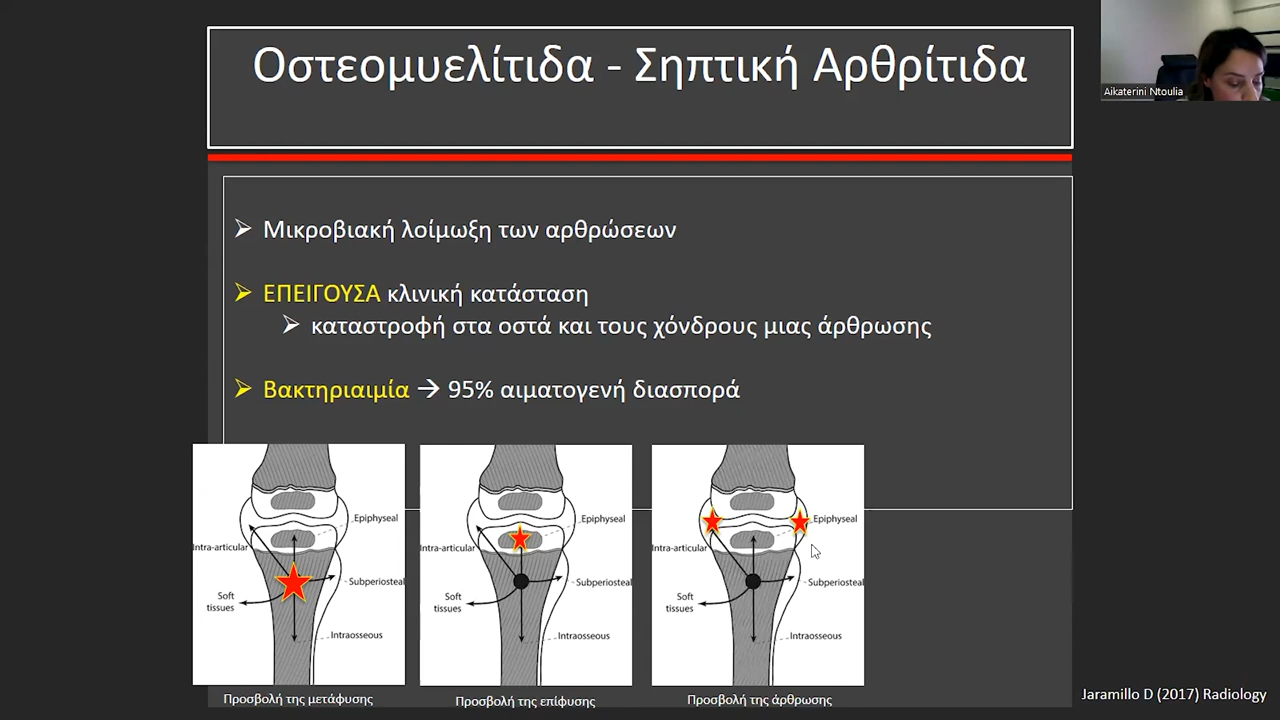 Οστεομυελίτιδα - Σηπτική Αρθρίτιδα
Aikaterini Ntoulia
Μικροβιακή λοίμωξη των αρθρώσεων
ΕΠΕΙΓΟΥΣΑ κλινική κατάσταση
καταστροφή στα οστά και τους χόνδρους μιας άρθρωσης
Βακτηριαιμία → 95% αιματογενή διασπορά
Epiphyseal
Intra-articular
Subperiosteal
Soft
tissues
Intraosseous
Προσβολή της μετάφυσης
Epiphyseal
Intra-articular
Subperiosteal
Soft
tissues
Intraosseous
Προσβολή της επίφυσης
Epiphyseal
Intra-articular
Subperiosteal
Soft
tissues
Intraosseous
Προσβολή της άρθρωσης
Jaramillo D (2017) Radiology